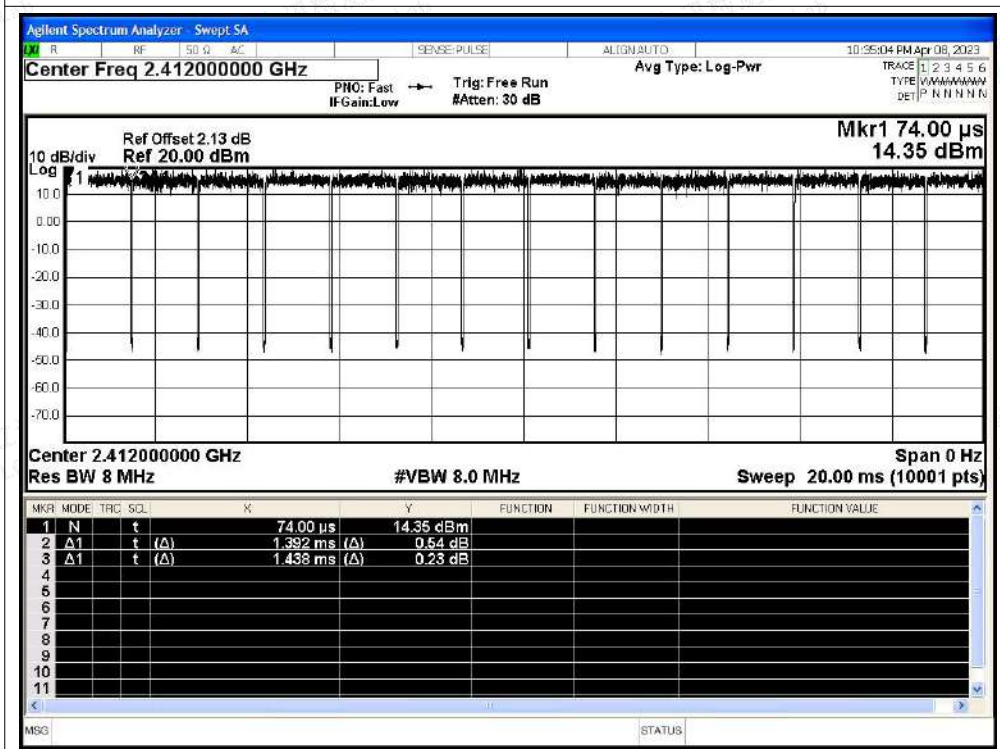 Agilent Spectrum Analyzer - Swept SA
LXI R RF 50 Ω AC SENSE:PULSE ALIGN AUTO 10:35:04 PM Apr 08, 2023
Center Freq 2.412000000 GHz Avg Type: Log-Pwr TRACE 1 2 3 4 5 6
PNO: Fast Trig: Free Run TYPE WWWWWW
IFGain:Low #Atten: 30 dB DET P N N N N N
Mkr1 74.00 µs
Ref Offset 2.13 dB
10 dB/div Ref 20.00 dBm 14.35 dBm
Log
1
10.0
0.00
-10.0
-20.0
-30.0
-40.0
-50.0
-60.0
-70.0
Center 2.412000000 GHz Span 0 Hz
Res BW 8 MHz #VBW 8.0 MHz Sweep 20.00 ms (10001 pts)
MKR MODE TRC SCL X Y FUNCTION FUNCTION WIDTH FUNCTION VALUE
1 N t 74.00 µs 14.35 dBm
2 Δ1 t (Δ) 1.392 ms (Δ) 0.54 dB
3 Δ1 t (Δ) 1.438 ms (Δ) 0.23 dB
4
5
6
7
8
9
10
11
MSG STATUS